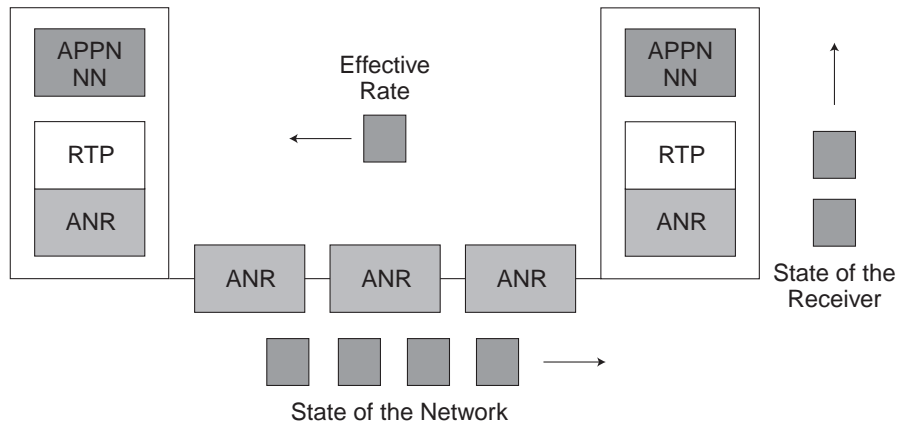 APPN
NN
RTP
ANR
Effective
Rate
APPN
NN
RTP
ANR
ANR
ANR
ANR
State of the
Receiver
State of the Network